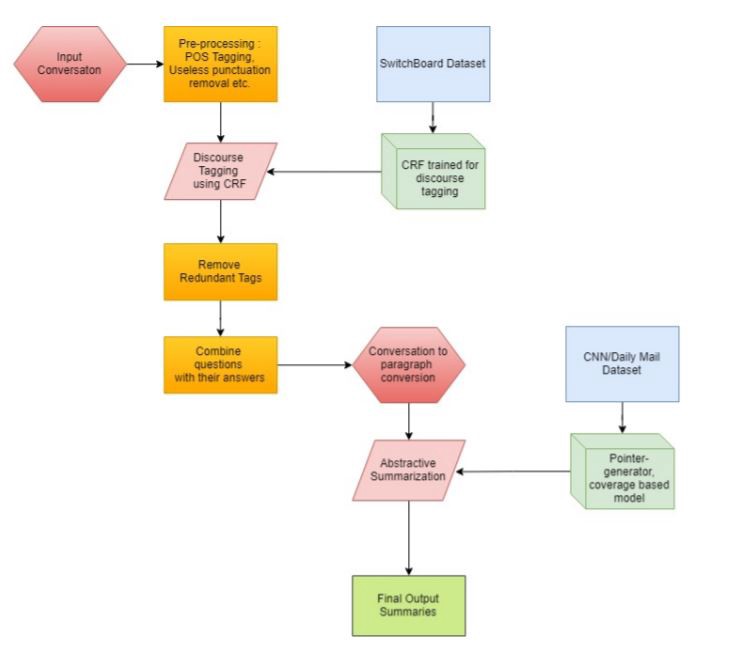 Input
Conversaton
Pre-processing :
POS Tagging,
Useless punctuation
removal etc.
SwitchBoard Dataset
Discourse
Tagging
using CRF
CRF trained for
discourse
tagging
Remove
Redundant Tags
Combine
questions
with their answers
Conversation to
paragraph
conversion
CNN/Daily Mail
Dataset
Abstractive
Summarization
Pointer-
generator,
coverage based
model
Final Output
Summaries